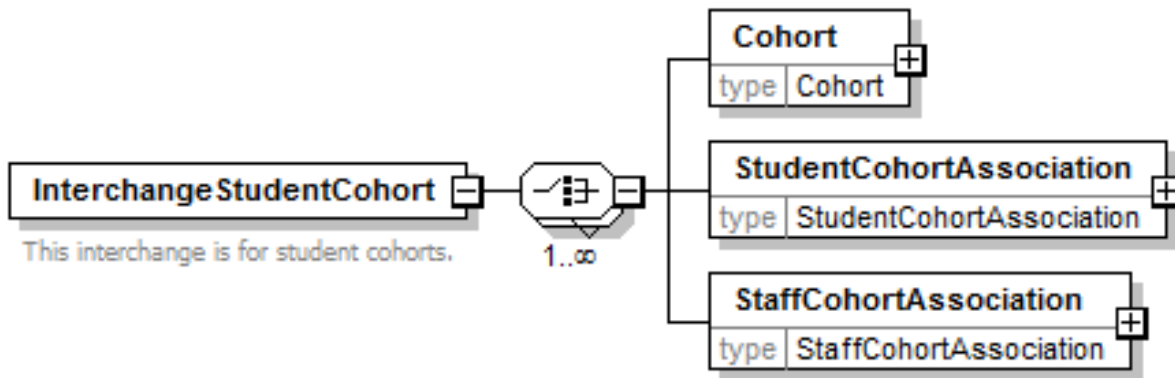 Cohort
type Cohort
InterchangeStudentCohort
This interchange is for student cohorts.
1..∞
StudentCohortAssociation
type StudentCohortAssociation
StaffCohortAssociation
type StaffCohortAssociation